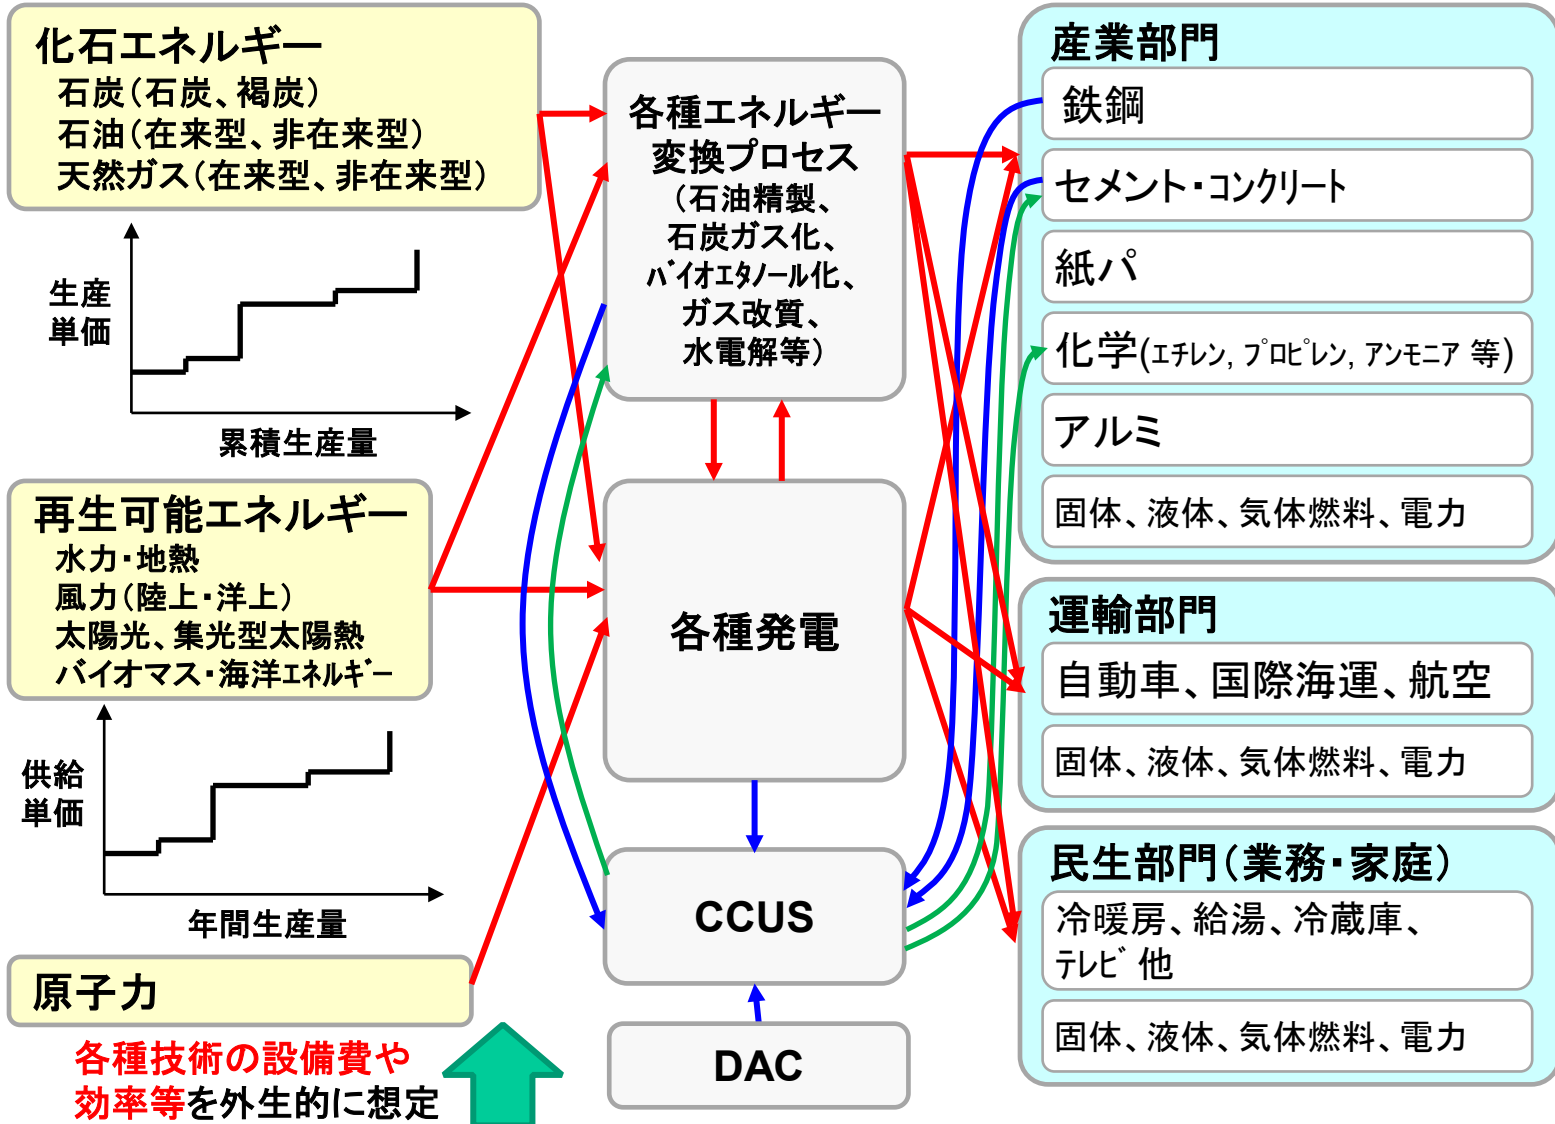 化石エネルギー
石炭（石炭、褐炭）
石油（在来型、非在来型）
天然ガス（在来型、非在来型）
生産
単価
累積生産量
再生可能エネルギー
水力・地熱
風力（陸上・洋上）
太陽光、集光型太陽熱
バイオマス・海洋エネルギー
供給
単価
年間生産量
原子力
各種技術の設備費や
効率等を外生的に想定
各種エネルギー
変換プロセス
（石油精製、
石炭ガス化、
バイオエタノール化、
ガス改質、
水電解等）
各種発電
CCUS
DAC
産業部門
鉄鋼
セメント・コンクリート
紙パ
化学(エチレン, プロピレン, アンモニア 等)
アルミ
固体、液体、気体燃料、電力
運輸部門
自動車、国際海運、航空
固体、液体、気体燃料、電力
民生部門（業務・家庭）
冷暖房、給湯、冷蔵庫、
テレビ 他
固体、液体、気体燃料、電力